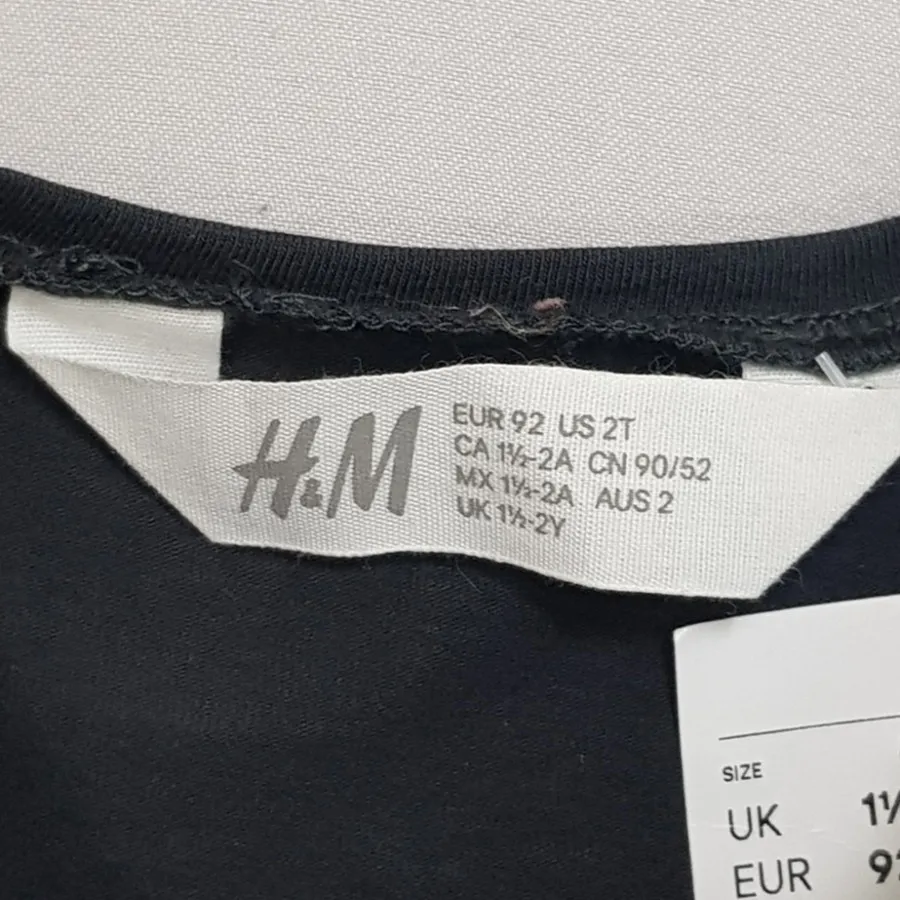 H&M
EUR 92 US 2T
CA 1½-2A CN 90/52
MX 1½-2A AUS 2
UK 1½-2Y
SIZE
UK
EUR